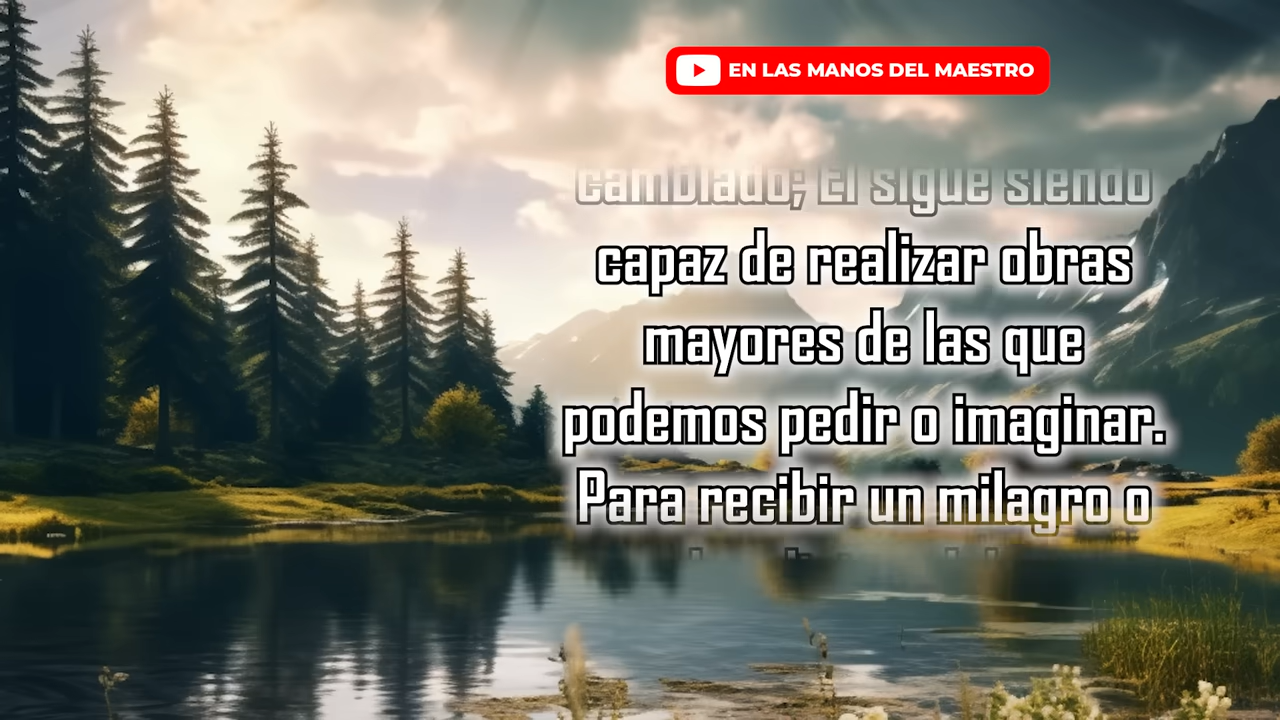 EN LAS MANOS DEL MAESTRO
cambiado; Él sigue siendo
capaz de realizar obras
mayores de las que
podemos pedir o imaginar.
Para recibir un milagro o